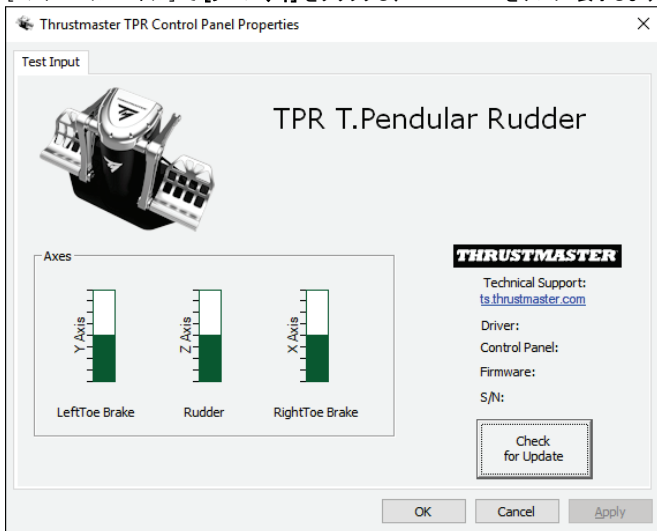 Thrustmaster TPR Control Panel Properties
Test Input
TPR T.Pendular Rudder
Axes
Y Axis
Z Axis
X Axis
LeftToe Brake
Rudder
RightToe Brake
THRUSTMASTER
Technical Support:
ts.thrustmaster.com
Driver:
Control Panel:
Firmware:
S/N:
Check
for Update
OK
Cancel
Apply